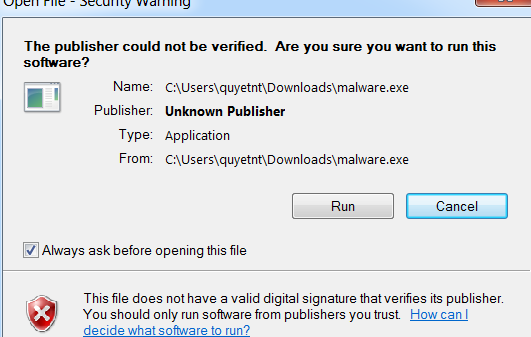 Open File - Security Warning
The publisher could not be verified. Are you sure you want to run this
software?
Name: C:\Users\quyetnt\Downloads\malware.exe
Publisher: Unknown Publisher
Type: Application
From: C:\Users\quyetnt\Downloads\malware.exe
Run Cancel
Always ask before opening this file
This file does not have a valid digital signature that verifies its publisher.
You should only run software from publishers you trust. How can I
decide what software to run?